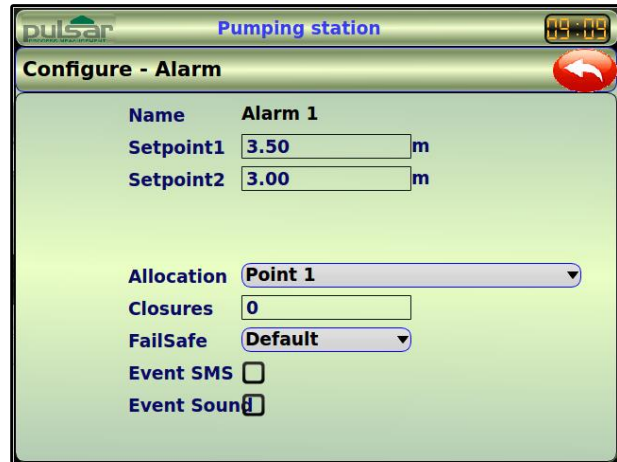 pulsar
Pumping station
09:09
Configure - Alarm
Name Alarm 1
Setpoint1 3.50 m
Setpoint2 3.00 m
Allocation Point 1
Closures 0
FailSafe Default
Event SMS
Event Sound